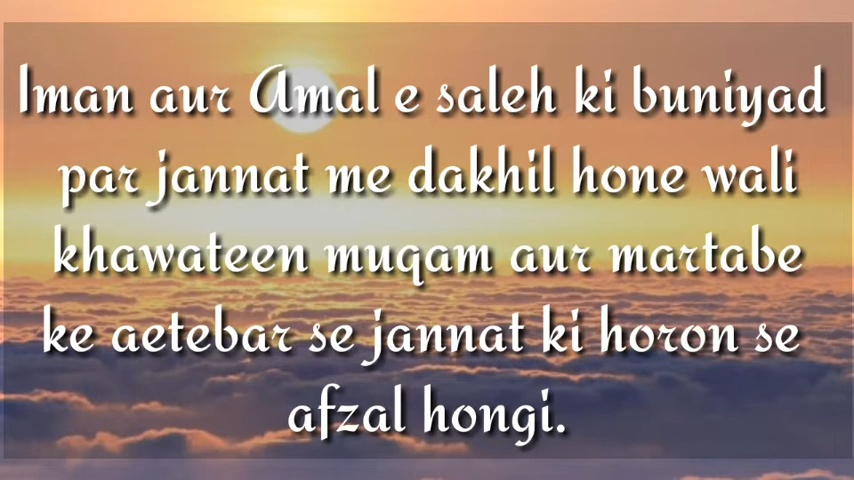 Iman aur Amal e saleh ki buniyad
par jannat me dakhil hone wali
khawateen muqam aur martabe
ke aetebar se jannat ki horon se
afzal hongi.